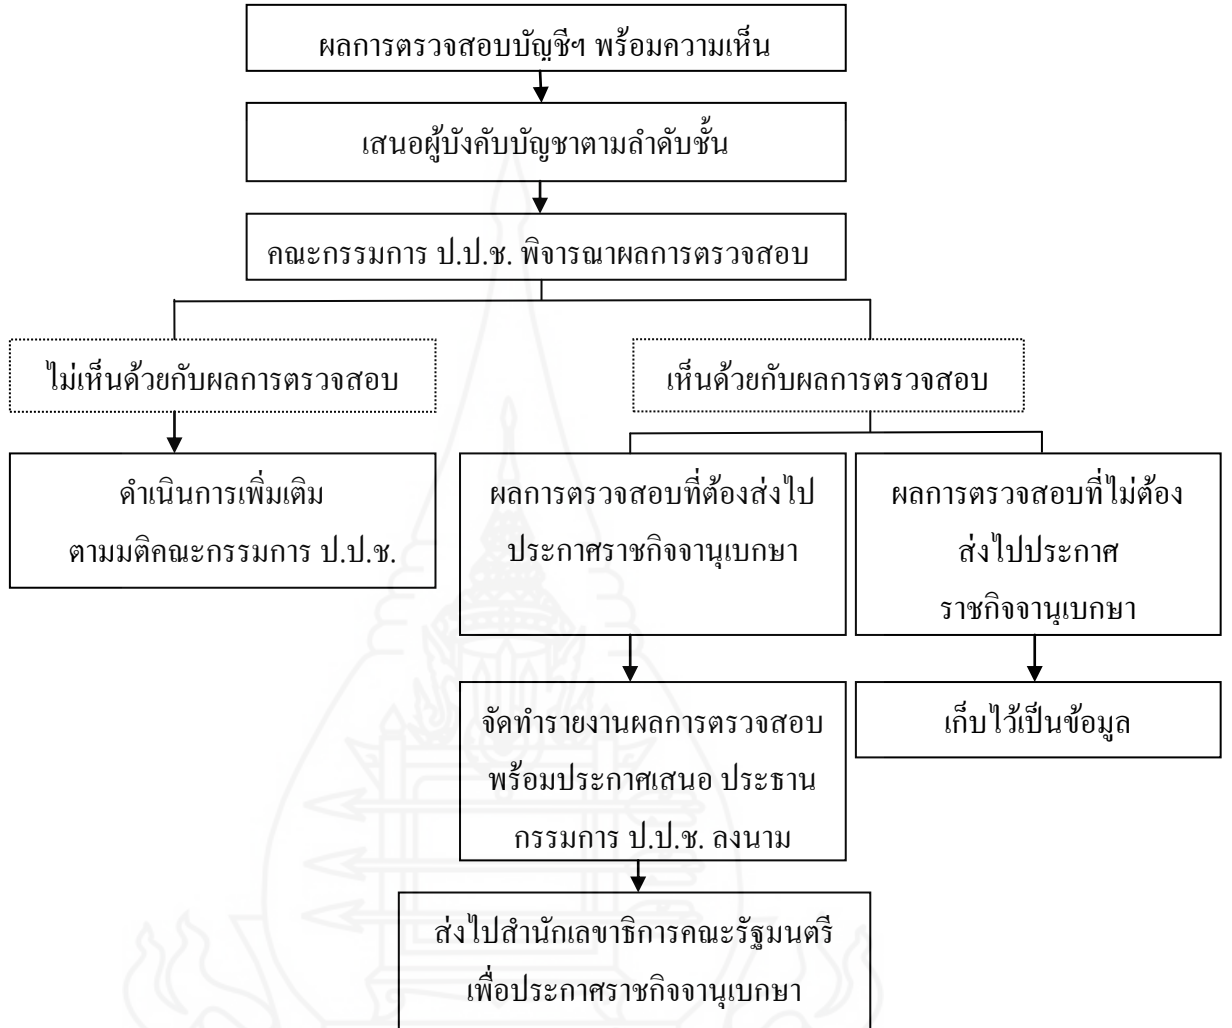 ผลการตรวจสอบบัญชีฯ พร้อมความเห็น
เสนอผู้บังคับบัญชาตามลำดับชั้น
คณะกรรมการ ป.ป.ช. พิจารณาผลการตรวจสอบ
ไม่เห็นด้วยกับผลการตรวจสอบ
เห็นด้วยกับผลการตรวจสอบ
ดำเนินการเพิ่มเติม
ตามมติคณะกรรมการ ป.ป.ช.
ผลการตรวจสอบที่ต้องส่งไป
ประกาศราชกิจจานุเบกษา
ผลการตรวจสอบที่ไม่ต้อง
ส่งไปประกาศ
ราชกิจจานุเบกษา
จัดทำรายงานผลการตรวจสอบ
พร้อมประกาศเสนอ ประธาน
กรรมการ ป.ป.ช. ลงนาม
เก็บไว้เป็นข้อมูล
ส่งไปสำนักเลขาธิการคณะรัฐมนตรี
เพื่อประกาศราชกิจจานุเบกษา